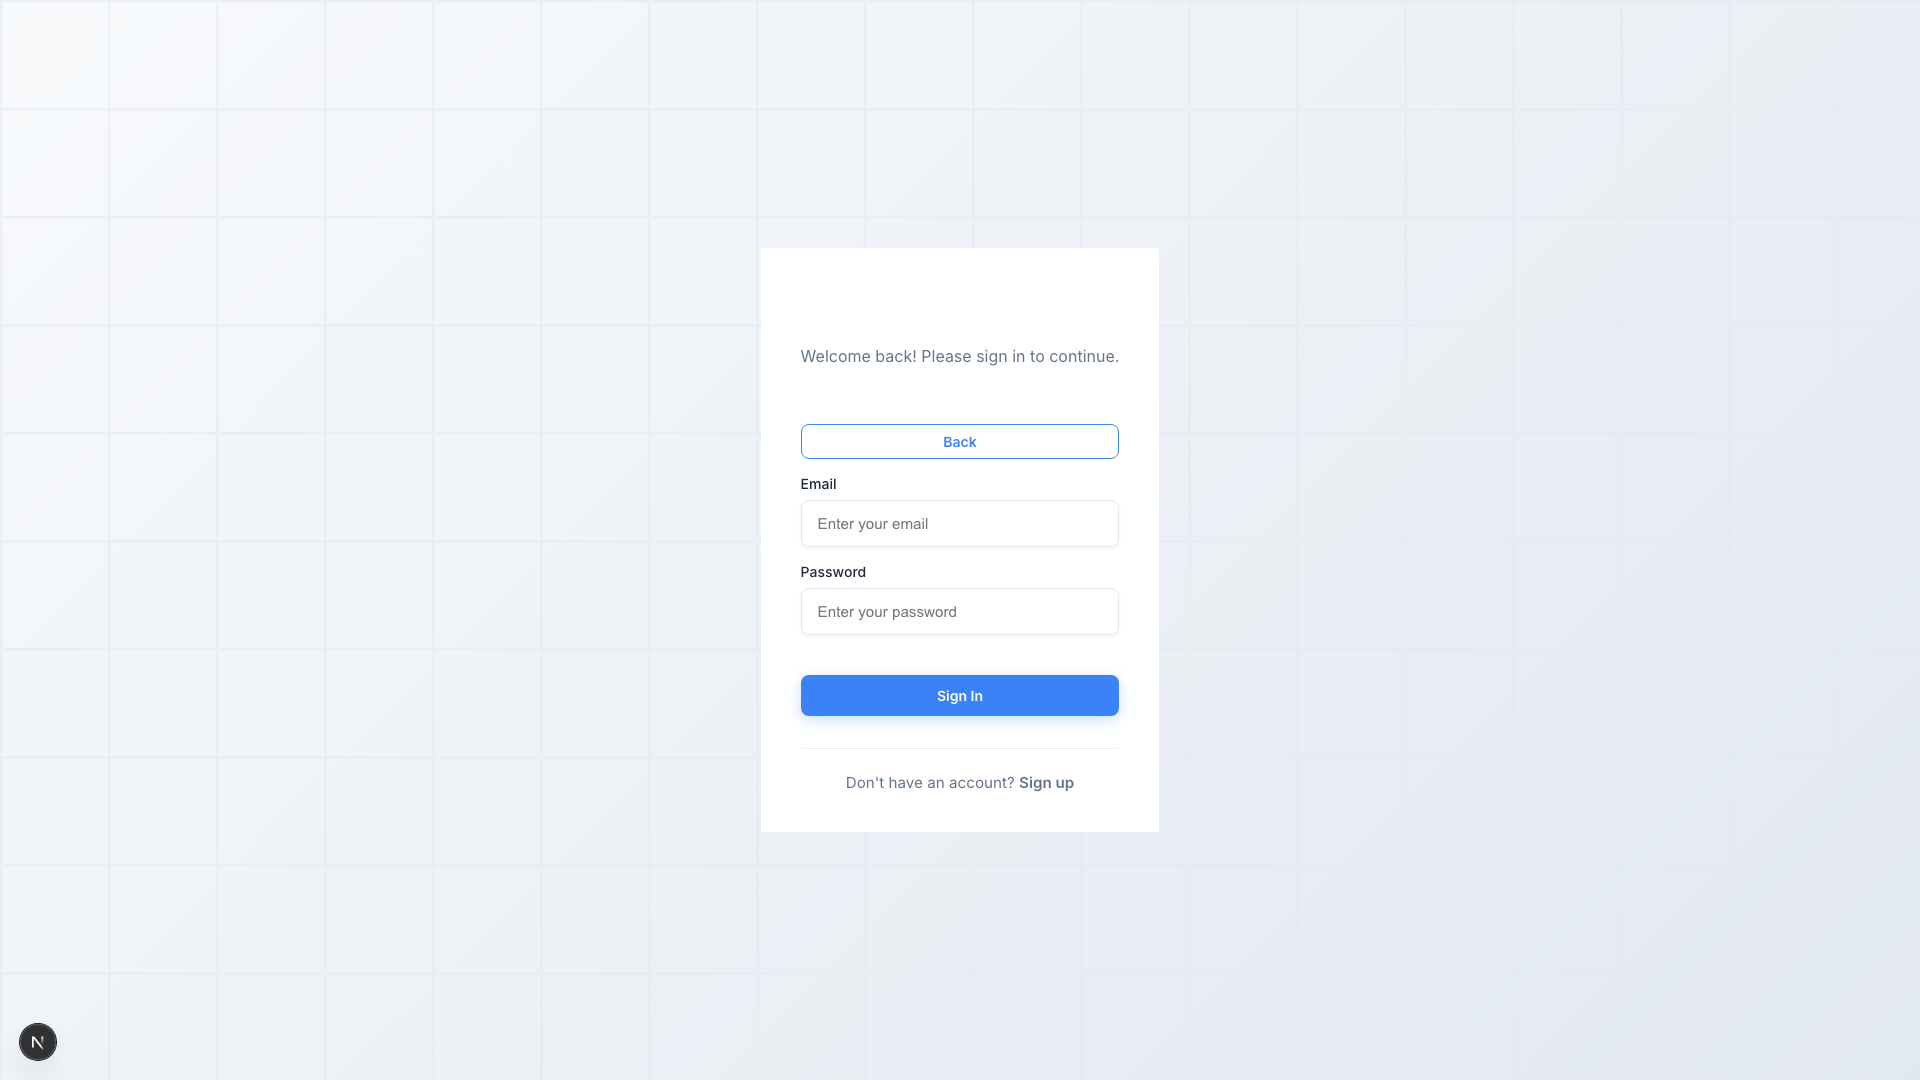 Welcome back! Please sign in to continue.
Back
Email
Enter your email
Password
Enter your password
Sign In
Don't have an account? Sign up
N